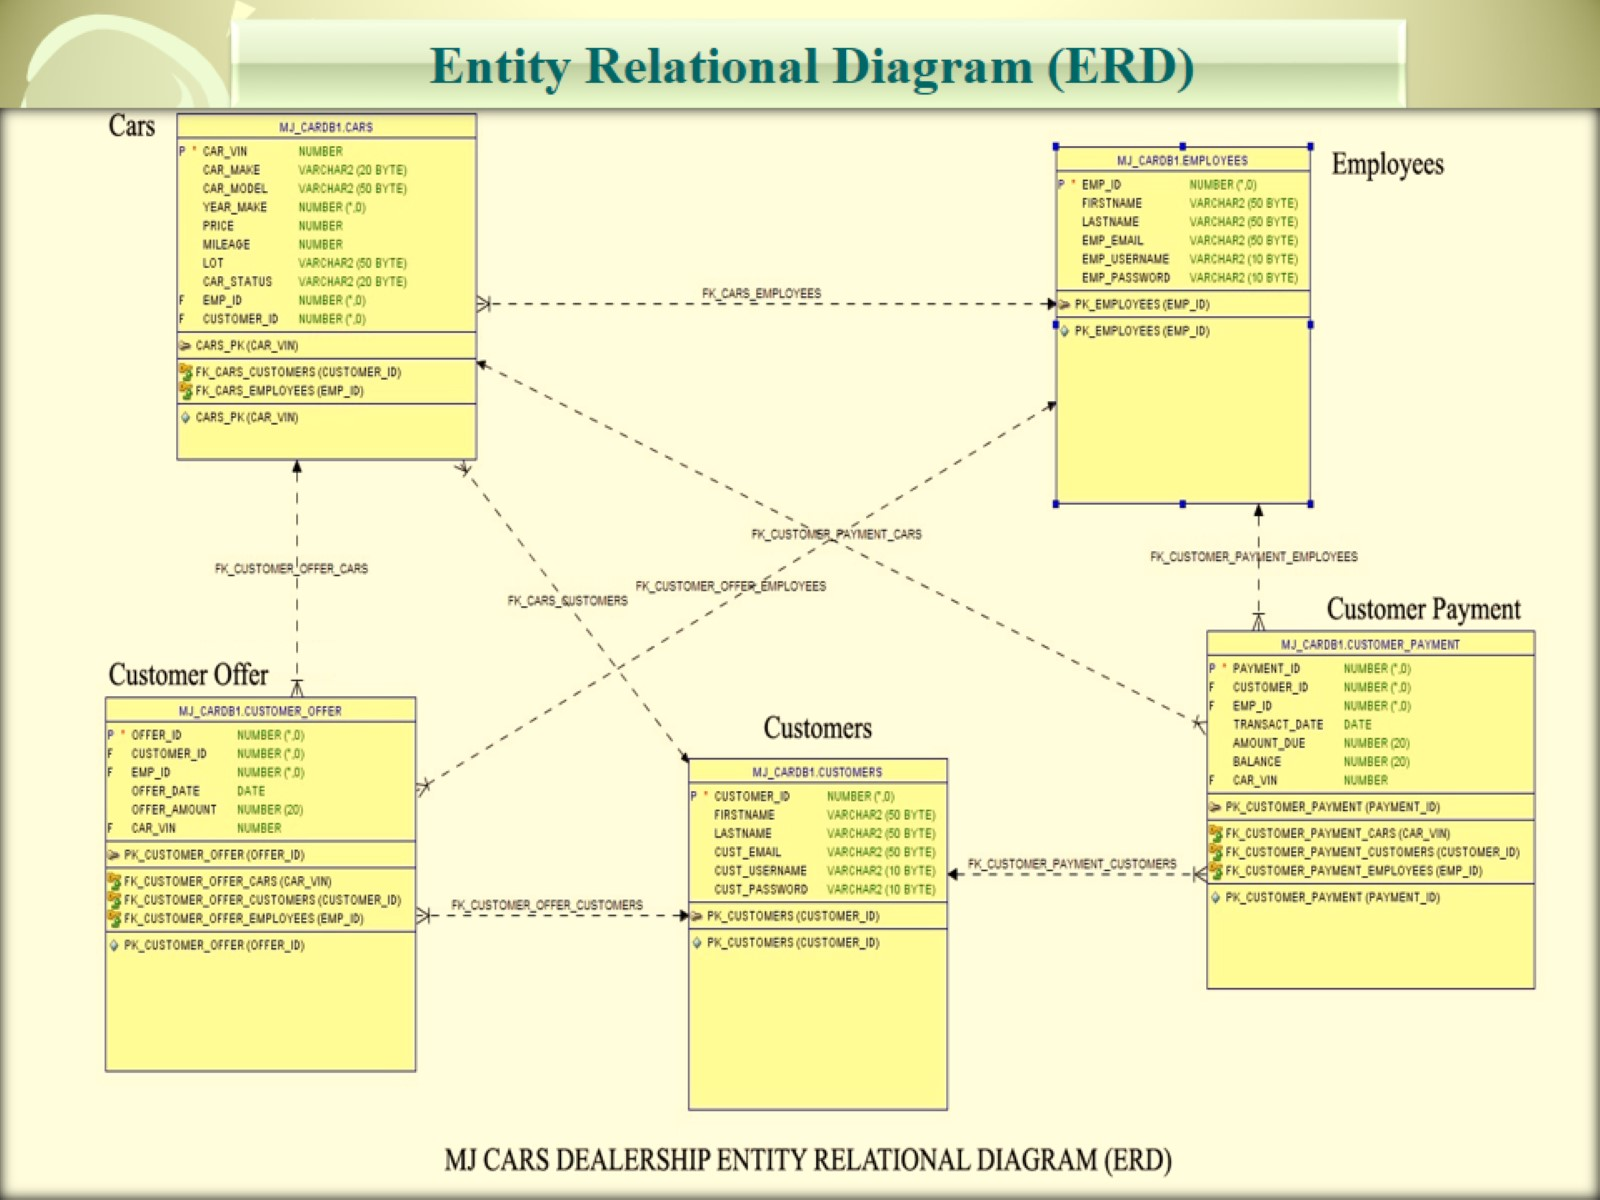 Entity Relational Diagram (ERD)
Cars
MJ_CARDB1.CARS
P * CAR_VIN NUMBER
CAR_MAKE VARCHAR2 (20 BYTE)
CAR_MODEL VARCHAR2 (50 BYTE)
YEAR_MAKE NUMBER (*,0)
PRICE NUMBER
MILEAGE NUMBER
LOT VARCHAR2 (50 BYTE)
CAR_STATUS VARCHAR2 (20 BYTE)
F EMP_ID NUMBER (*,0)
F CUSTOMER_ID NUMBER (*,0)
CARS_PK (CAR_VIN)
FK_CARS_CUSTOMERS (CUSTOMER_ID)
FK_CARS_EMPLOYEES (EMP_ID)
CARS_PK (CAR_VIN)
FK_CARS_EMPLOYEES
Employees
MJ_CARDB1.EMPLOYEES
P * EMP_ID NUMBER (*,0)
FIRSTNAME VARCHAR2 (50 BYTE)
LASTNAME VARCHAR2 (50 BYTE)
EMP_EMAIL VARCHAR2 (50 BYTE)
EMP_USERNAME VARCHAR2 (10 BYTE)
EMP_PASSWORD VARCHAR2 (10 BYTE)
PK_EMPLOYEES (EMP_ID)
PK_EMPLOYEES (EMP_ID)
FK_CUSTOMER_PAYMENT_CARS
FK_CUSTOMER_PAYMENT_EMPLOYEES
FK_CUSTOMER_OFFER_CARS
FK_CUSTOMER_OFFER_EMPLOYEES
FK_CARS_CUSTOMERS
Customer Offer
MJ_CARDB1.CUSTOMER_OFFER
P * OFFER_ID NUMBER (*,0)
F CUSTOMER_ID NUMBER (*,0)
F EMP_ID NUMBER (*,0)
OFFER_DATE DATE
OFFER_AMOUNT NUMBER (20)
F CAR_VIN NUMBER
PK_CUSTOMER_OFFER (OFFER_ID)
FK_CUSTOMER_OFFER_CARS (CAR_VIN)
FK_CUSTOMER_OFFER_CUSTOMERS (CUSTOMER_ID)
FK_CUSTOMER_OFFER_EMPLOYEES (EMP_ID)
PK_CUSTOMER_OFFER (OFFER_ID)
FK_CUSTOMER_OFFER_CUSTOMERS
Customers
MJ_CARDB1.CUSTOMERS
P * CUSTOMER_ID NUMBER (*,0)
FIRSTNAME VARCHAR2 (50 BYTE)
LASTNAME VARCHAR2 (50 BYTE)
CUST_EMAIL VARCHAR2 (50 BYTE)
CUST_USERNAME VARCHAR2 (10 BYTE)
CUST_PASSWORD VARCHAR2 (10 BYTE)
PK_CUSTOMERS (CUSTOMER_ID)
PK_CUSTOMERS (CUSTOMER_ID)
FK_CUSTOMER_PAYMENT_CUSTOMERS
Customer Payment
MJ_CARDB1.CUSTOMER_PAYMENT
P * PAYMENT_ID NUMBER (*,0)
F CUSTOMER_ID NUMBER (*,0)
F EMP_ID NUMBER (*,0)
TRANSACT_DATE DATE
AMOUNT_DUE NUMBER (20)
BALANCE NUMBER (20)
F CAR_VIN NUMBER
PK_CUSTOMER_PAYMENT (PAYMENT_ID)
FK_CUSTOMER_PAYMENT_CARS (CAR_VIN)
FK_CUSTOMER_PAYMENT_CUSTOMERS (CUSTOMER_ID)
FK_CUSTOMER_PAYMENT_EMPLOYEES (EMP_ID)
PK_CUSTOMER_PAYMENT (PAYMENT_ID)
MJ CARS DEALERSHIP ENTITY RELATIONAL DIAGRAM (ERD)